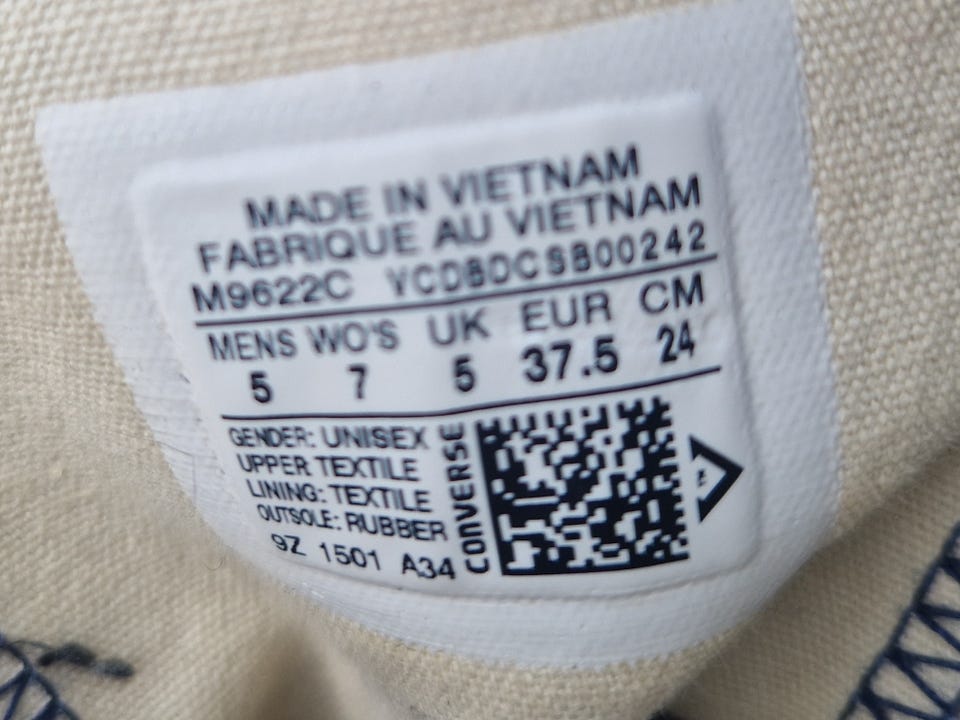 MADE IN VIETNAM
FABRIQUE AU VIETNAM
M9622C YCDBDCSB00242
MENS WO'S UK EUR CM
5 7 5 37.5 24
GENDER: UNISEX
UPPER TEXTILE
LINING: TEXTILE
OUTSOLE: RUBBER
9Z 1501 A34
CONVERSE